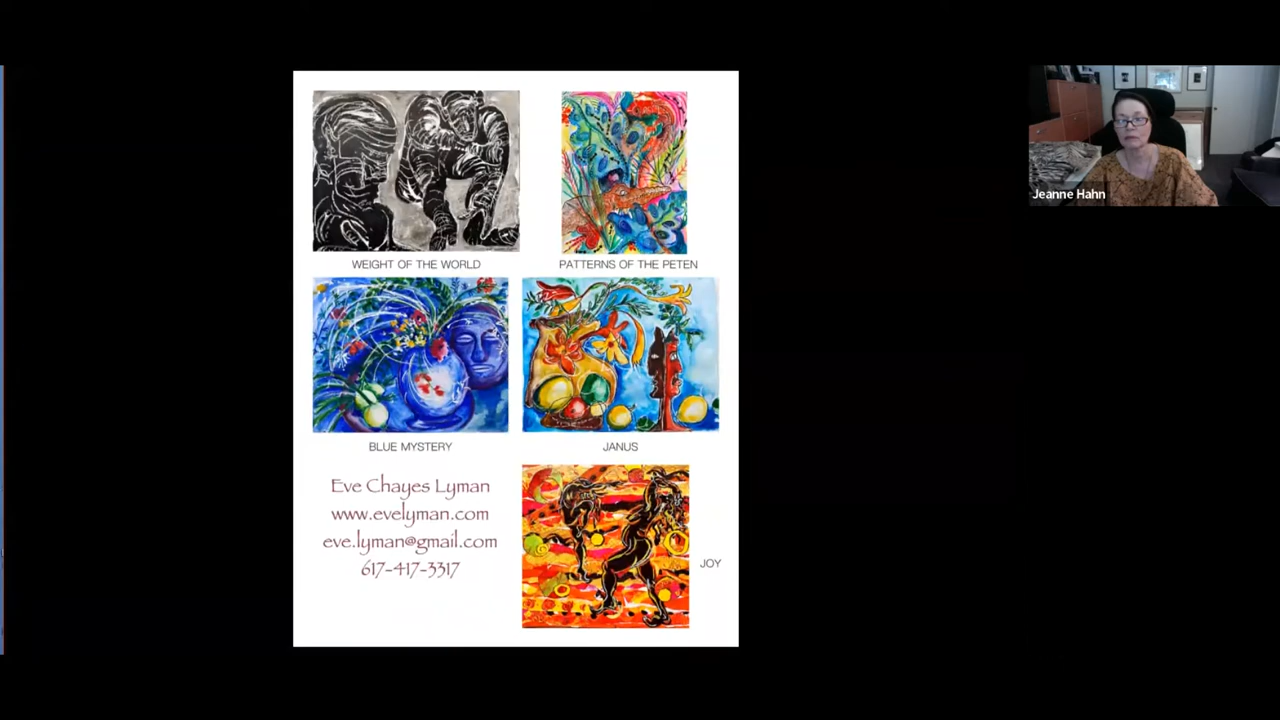 WEIGHT OF THE WORLD
PATTERNS OF THE PETEN
BLUE MYSTERY
JANUS
Eve Chayes Lyman
www.evelyman.com
eve.lyman@gmail.com
617-417-3317
JOY
Jeanne Hahn